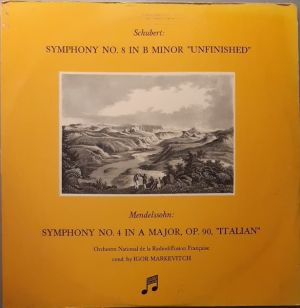 Schubert:
SYMPHONY NO. 8 IN B MINOR "UNFINISHED"
Mendelssohn:
SYMPHONY NO. 4 IN A MAJOR, OP. 90, "ITALIAN"
Orchestre National de la Radiodiffusion Française
cond. by IGOR MARKEVITCH